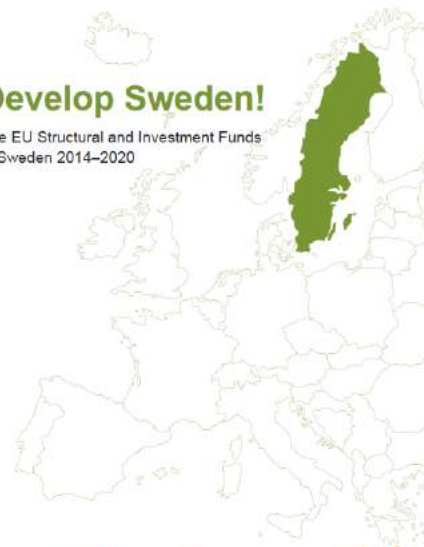 Develop Sweden!
e EU Structural and Investment Funds
Sweden 2014–2020